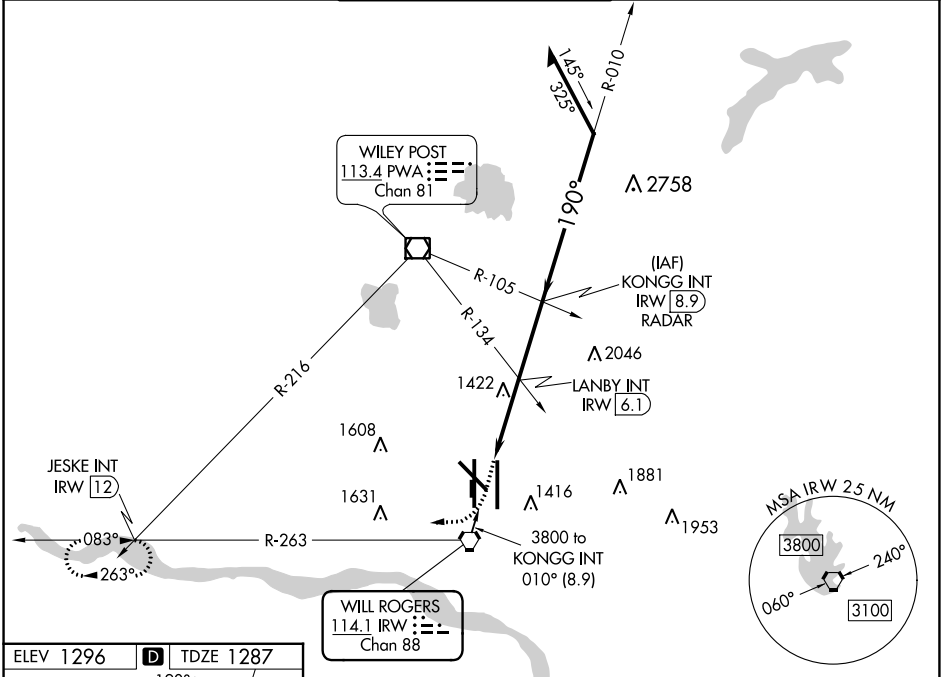 R-010
145°
325°
WILEY POST
113.4 PWA
Chan 81
2758
190°
(IAF)
KONGG INT
IRW 8.9
RADAR
R-105
R-134
2046
R-216
1422
LANBY INT
IRW 6.1
1608
JESKE INT
IRW 12
1631
1416
1881
1953
MSA IRW 25 NM
3800
240°
060°
3100
083°
R-263
263°
3800 to
KONGG INT
010° (8.9)
WILL ROGERS
114.1 IRW
Chan 88
ELEV 1296 D TDZE 1287